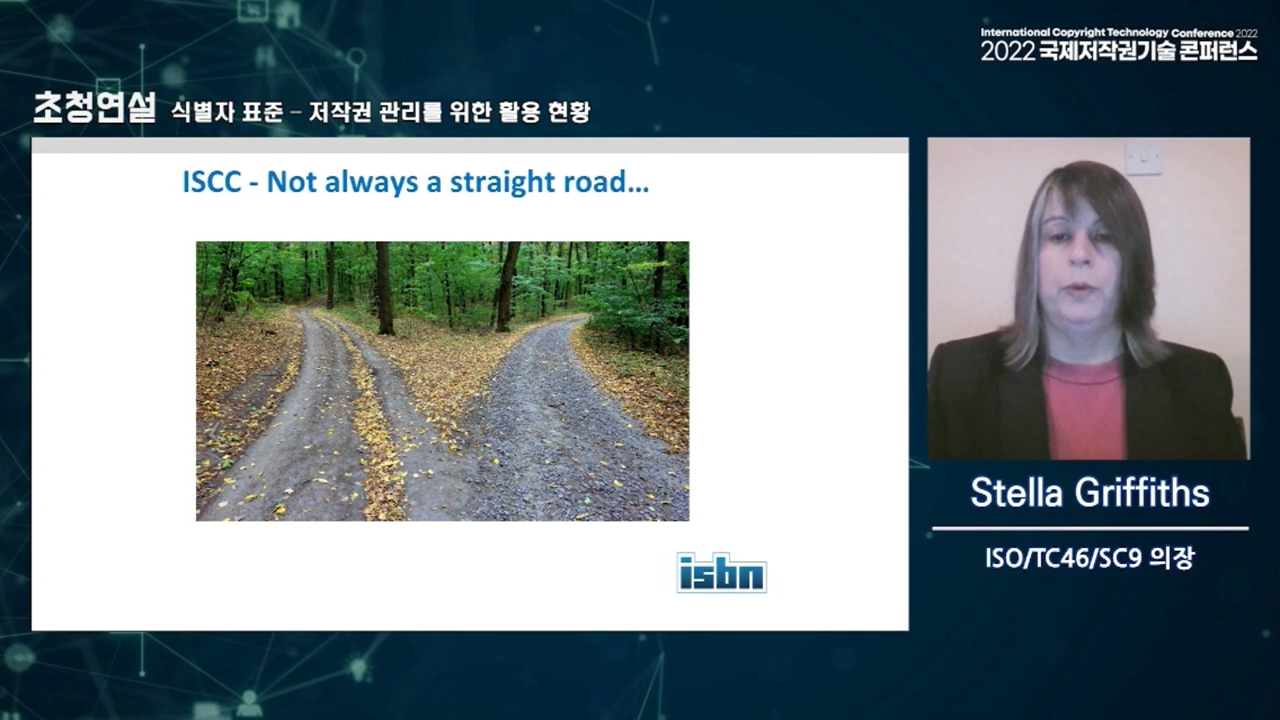 International Copyright Technology Conference 2022
2022 국제저작권기술 콘퍼런스
초청연설 식별자 표준 – 저작권 관리를 위한 활용 현황
ISCC - Not always a straight road...
isbn
Stella Griffiths
ISO/TC46/SC9 의장